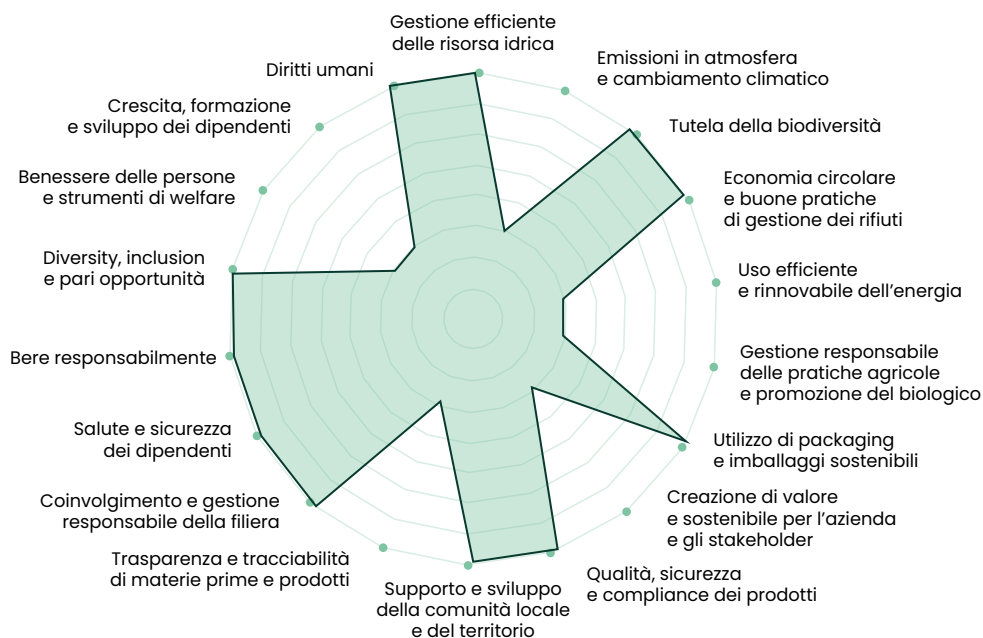 Gestione efficiente
delle risorsa idrica
Emissioni in atmosfera
e cambiamento climatico
Tutela della biodiversità
Economia circolare
e buone pratiche
di gestione dei rifiuti
Uso efficiente
e rinnovabile dell’energia
Gestione responsabile
delle pratiche agricole
e promozione del biologico
Utilizzo di packaging
e imballaggi sostenibili
Creazione di valore
e sostenibile per l’azienda
e gli stakeholder
Qualità, sicurezza
e compliance dei prodotti
Supporto e sviluppo
della comunità locale
e del territorio
Trasparenza e tracciabilità
di materie prime e prodotti
Coinvolgimento e gestione
responsabile della filiera
Salute e sicurezza
dei dipendenti
Bere responsabilmente
Diversity, inclusion
e pari opportunità
Benessere delle persone
e strumenti di welfare
Crescita, formazione
e sviluppo dei dipendenti
Diritti umani